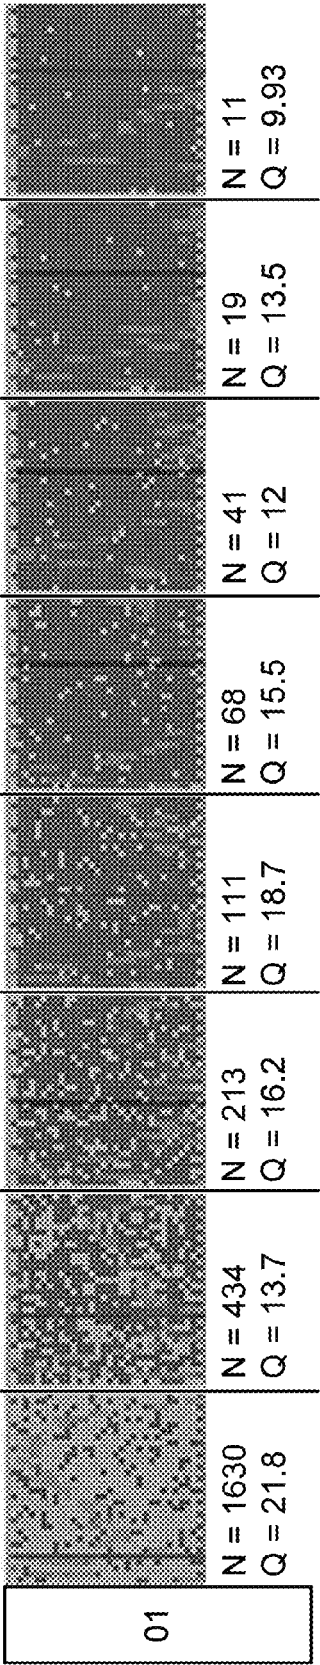 01
N = 1630
Q = 21.8
N = 434
Q = 13.7
N = 213
Q = 16.2
N = 111
Q = 18.7
N = 68
Q = 15.5
N = 41
Q = 12
N = 19
Q = 13.5
N = 11
Q = 9.93